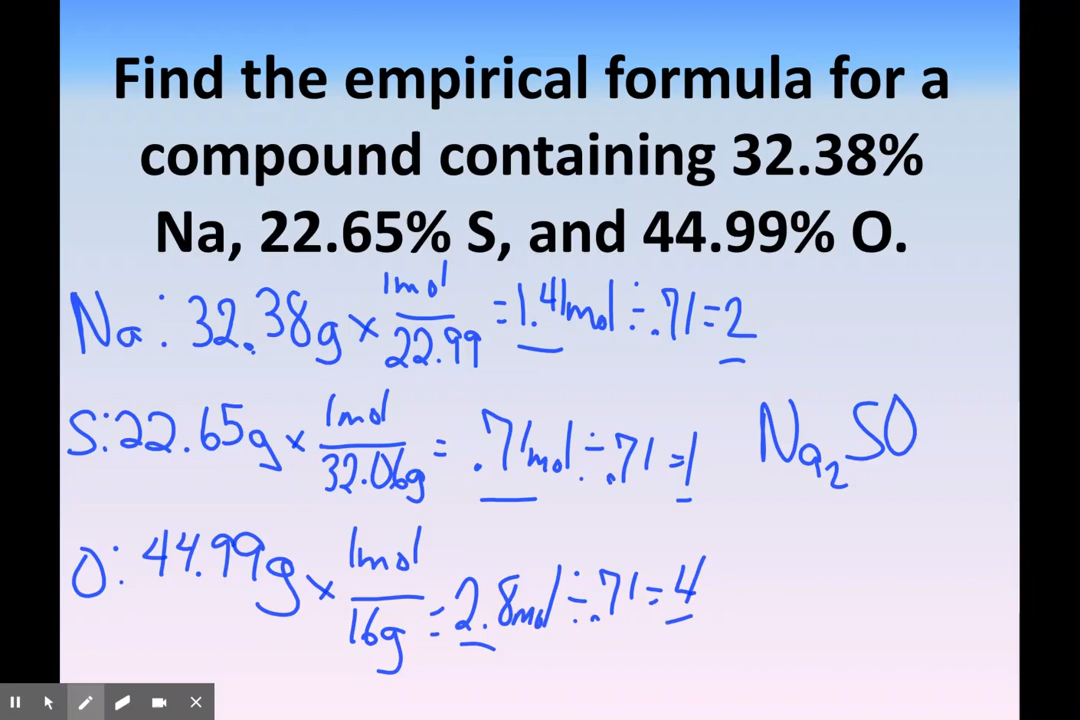 Find the empirical formula for a
compound containing 32.38%
Na, 22.65% S, and 44.99% O.
Na: 32.38g × 1mol/22.99 = 1.41mol ÷ .71 = 2
S: 22.65g × 1mol/32.06g = .71mol ÷ .71 = 1
Na₂SO
O: 44.99g × 1mol/16g = 2.8mol ÷ .71 = 4